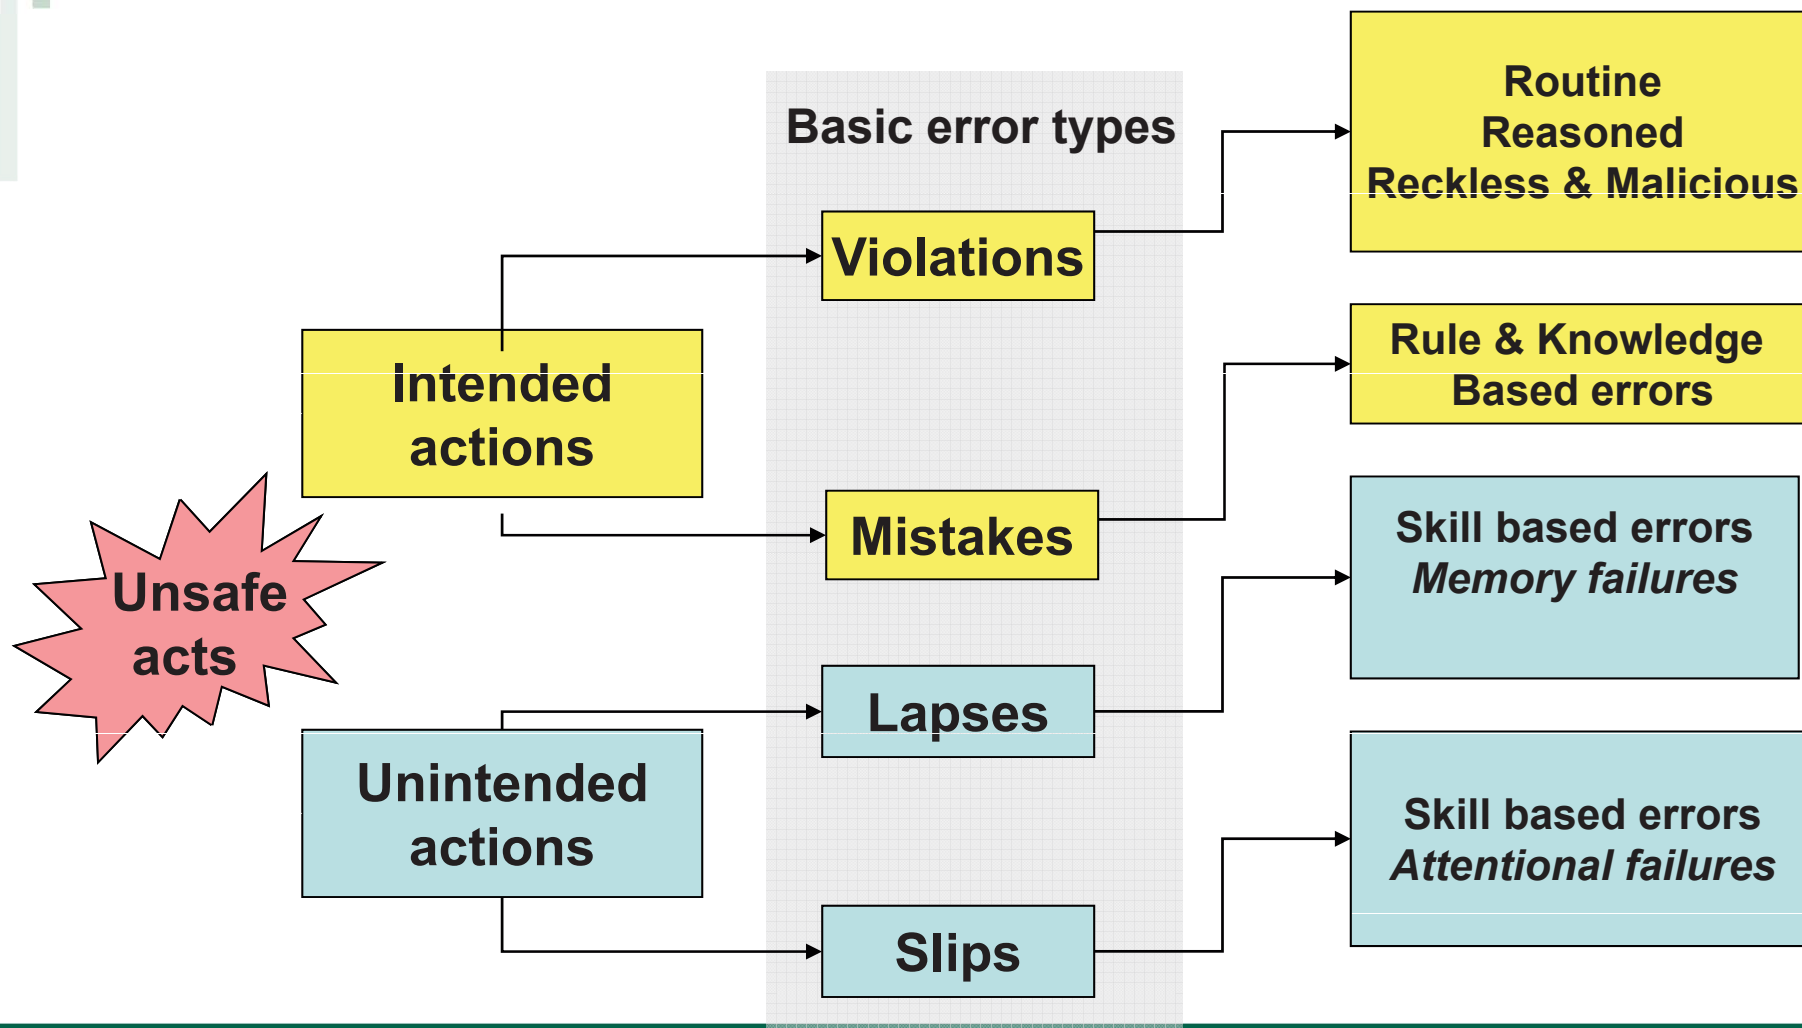 Basic error types
Routine
Reasoned
Reckless & Malicious
Violations
Intended
actions
Rule & Knowledge
Based errors
Mistakes
Skill based errors
Memory failures
Unsafe
acts
Lapses
Unintended
actions
Skill based errors
Attentional failures
Slips